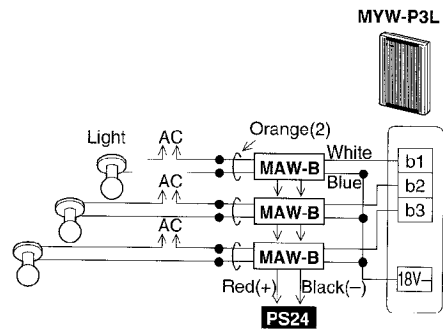 MYW-P3L
Orange(2)
Light
AC
White
MAW-B
b1
Blue
AC
b2
MAW-B
b3
AC
MAW-B
Red(+)
Black(−)
18V−
PS24